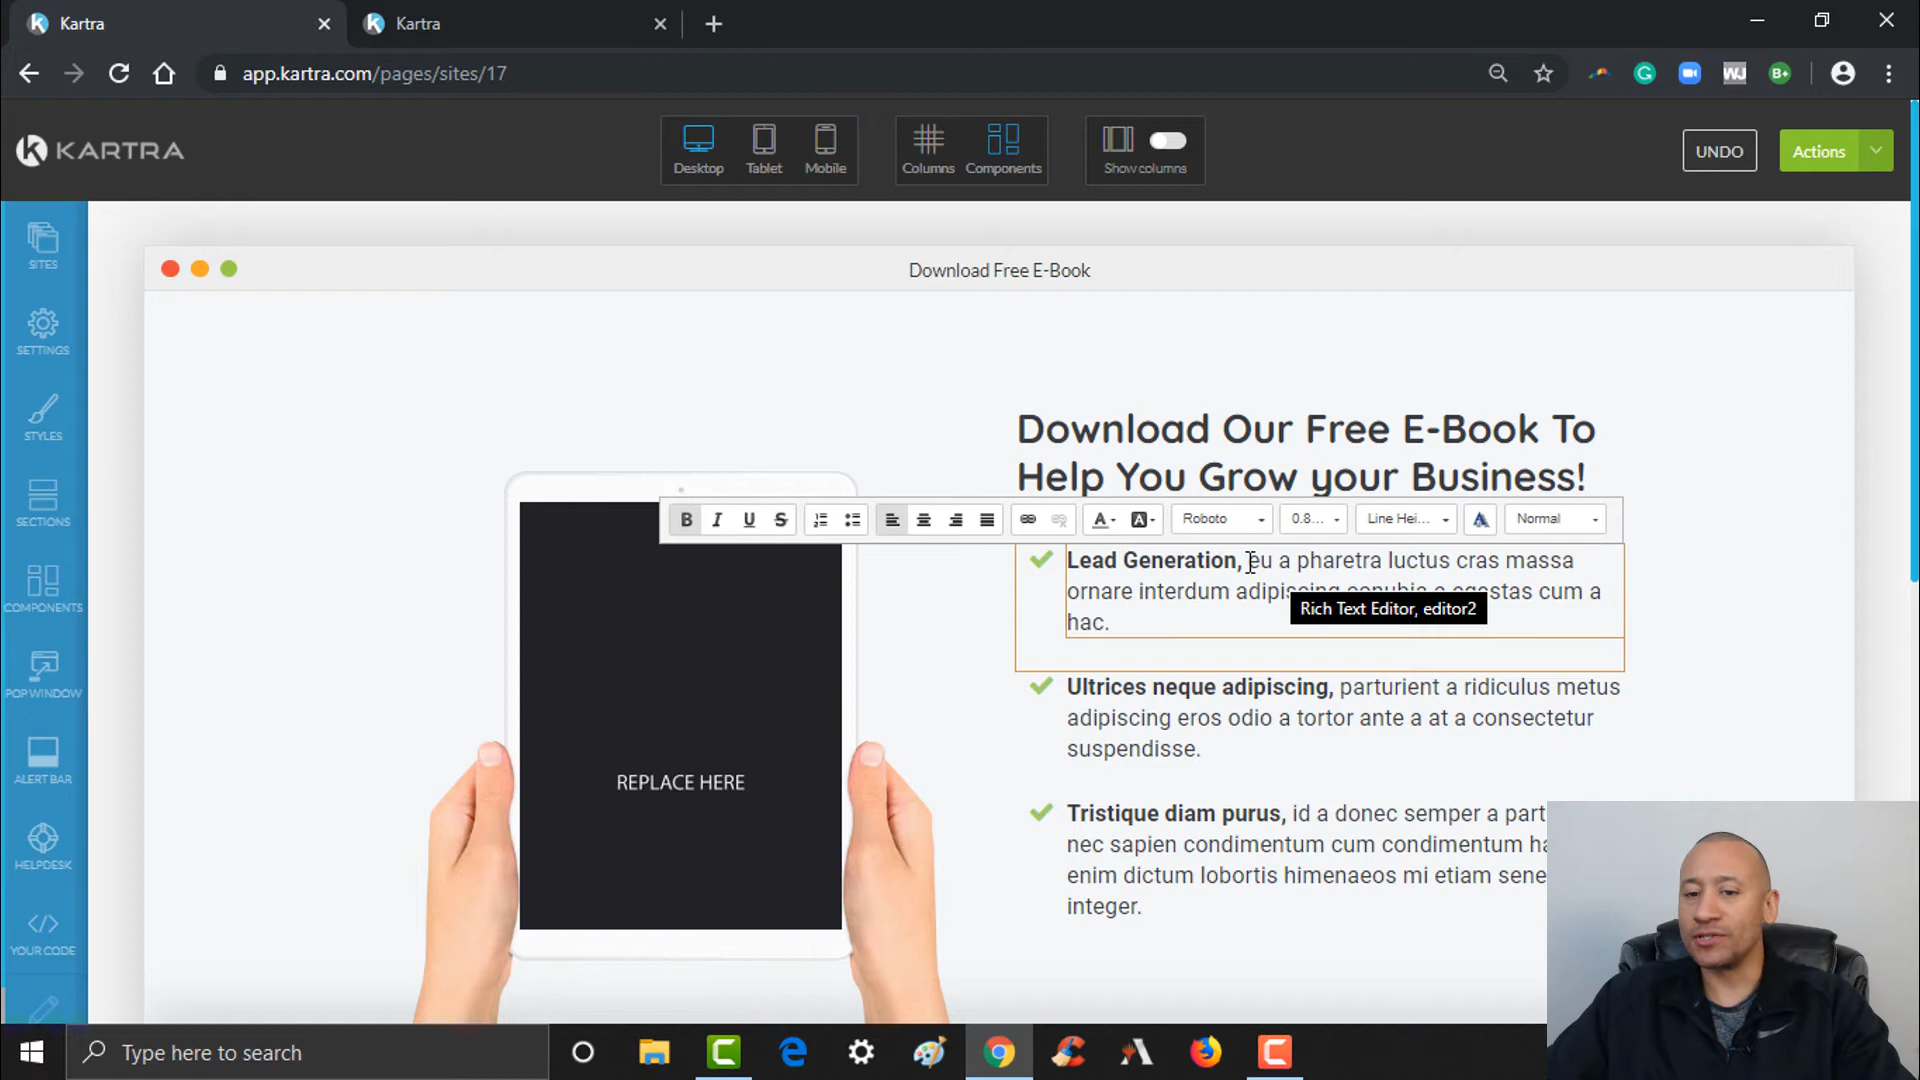 Kartra
Kartra
app.kartra.com/pages/sites/17
WJ
B+
KARTRA
Desktop
Tablet
Mobile
Columns
Components
Show columns
UNDO
Actions
SITES
SETTINGS
STYLES
SECTIONS
COMPONENTS
POP WINDOW
ALERT BAR
HELPDESK
YOUR CODE
Download Free E-Book
Download Our Free E-Book To
Help You Grow your Business!
B I U S
Roboto
0.8...
Line Hei...
A
Normal
Lead Generation, eu a pharetra luctus cras massa
ornare interdum adipiscing conubia a egestas cum a
hac.
Rich Text Editor, editor2
Ultrices neque adipiscing, parturient a ridiculus metus
adipiscing eros odio a tortor ante a at a consectetur
suspendisse.
Tristique diam purus, id a donec semper a part
nec sapien condimentum cum condimentum ha
enim dictum lobortis himenaeos mi etiam sene
integer.
REPLACE HERE
Type here to search